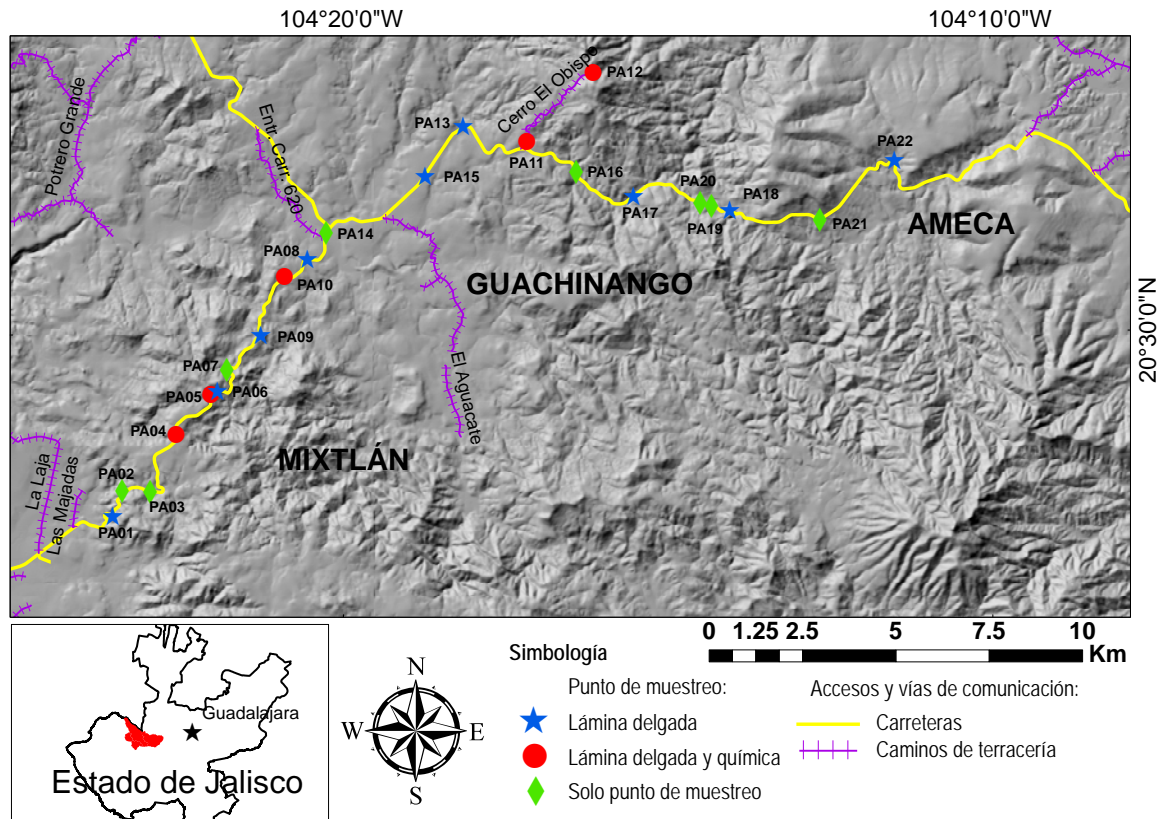 104°20'0"W
104°10'0"W
Potrero Grande
Entr. Carr. 620
Cerro El Obispo
PA12
PA13
PA11
PA22
PA15
PA16
PA20
PA18
PA17
PA19
PA21
AMECA
PA14
PA08
PA10
GUACHINANGO
20°30'0"N
PA09
PA07
PA06
PA05
El Aguacate
PA04
MIXTLÁN
La Laja
Las Majadas
PA02
PA03
PA01
0 1.25 2.5 5 7.5 10
Km
Guadalajara
Estado de Jalisco
N
W E
S
Simbología
Punto de muestreo:
Lámina delgada
Lámina delgada y química
Solo punto de muestreo
Accesos y vías de comunicación:
Carreteras
Caminos de terracería